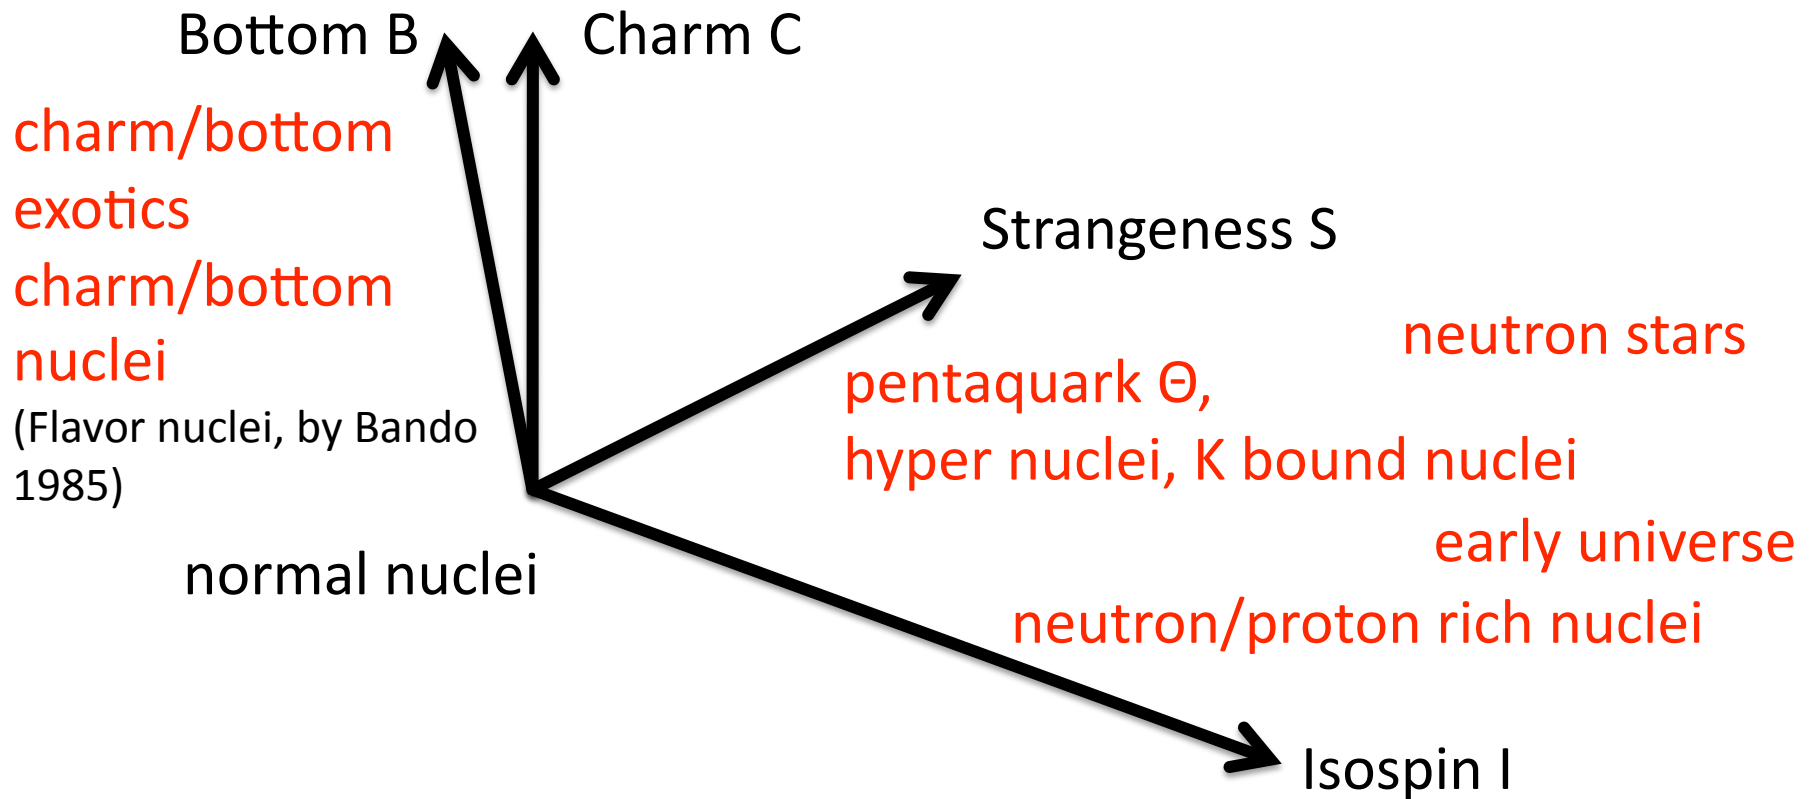 Bottom B
Charm C
charm/bottom
exotics
charm/bottom
nuclei
(Flavor nuclei, by Bando
1985)
normal nuclei
Strangeness S
neutron stars
pentaquark Θ,
hyper nuclei, K bound nuclei
early universe
neutron/proton rich nuclei
Isospin I